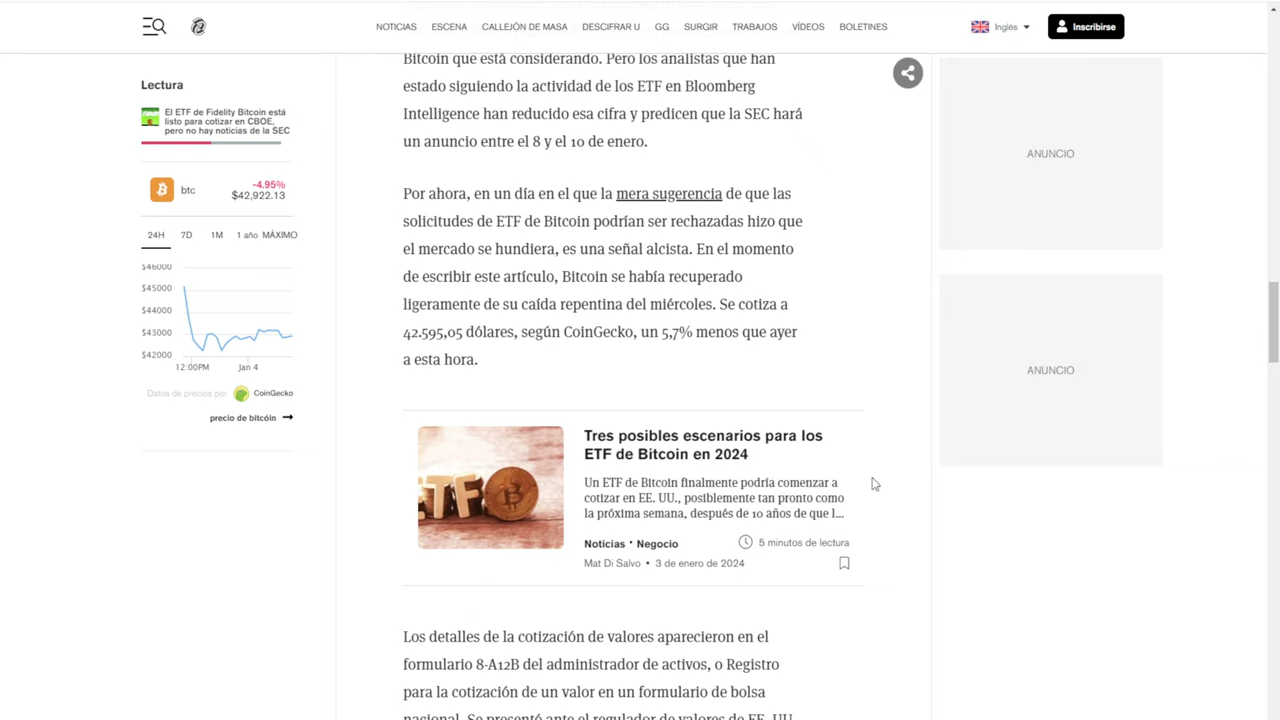 NOTICIAS ESCENA CALLEJÓN DE MASA DESCIFRAR U GG SURGIR TRABAJOS VÍDEOS BOLETINES Inglés Inscribirse
Lectura
El ETF de Fidelity Bitcoin está
listo para cotizar en CBOE,
pero no hay noticias de la SEC
btc
-4.95%
$42,922.13
24H 7D 1M 1 año MÁXIMO
$46000
$45000
$44000
$43000
$42000
12:00PM Jan 4
Datos de precios por CoinGecko
precio de bitcóin
Bitcoin que está considerando. Pero los analistas que han
estado siguiendo la actividad de los ETF en Bloomberg
Intelligence han reducido esa cifra y predicen que la SEC hará
un anuncio entre el 8 y el 10 de enero.
Por ahora, en un día en el que la mera sugerencia de que las
solicitudes de ETF de Bitcoin podrían ser rechazadas hizo que
el mercado se hundiera, es una señal alcista. En el momento
de escribir este artículo, Bitcoin se había recuperado
ligeramente de su caída repentina del miércoles. Se cotiza a
42.595,05 dólares, según CoinGecko, un 5,7% menos que ayer
a esta hora.
ETF
Tres posibles escenarios para los
ETF de Bitcoin en 2024
Un ETF de Bitcoin finalmente podría comenzar a
cotizar en EE. UU., posiblemente tan pronto como
la próxima semana, después de 10 años de que l...
Noticias • Negocio
5 minutos de lectura
Mat Di Salvo • 3 de enero de 2024
Los detalles de la cotización de valores aparecieron en el
formulario 8-A12B del administrador de activos, o Registro
para la cotización de un valor en un formulario de bolsa
nacional. Se presentó ante el regulador de valores de EE. UU.
ANUNCIO
ANUNCIO